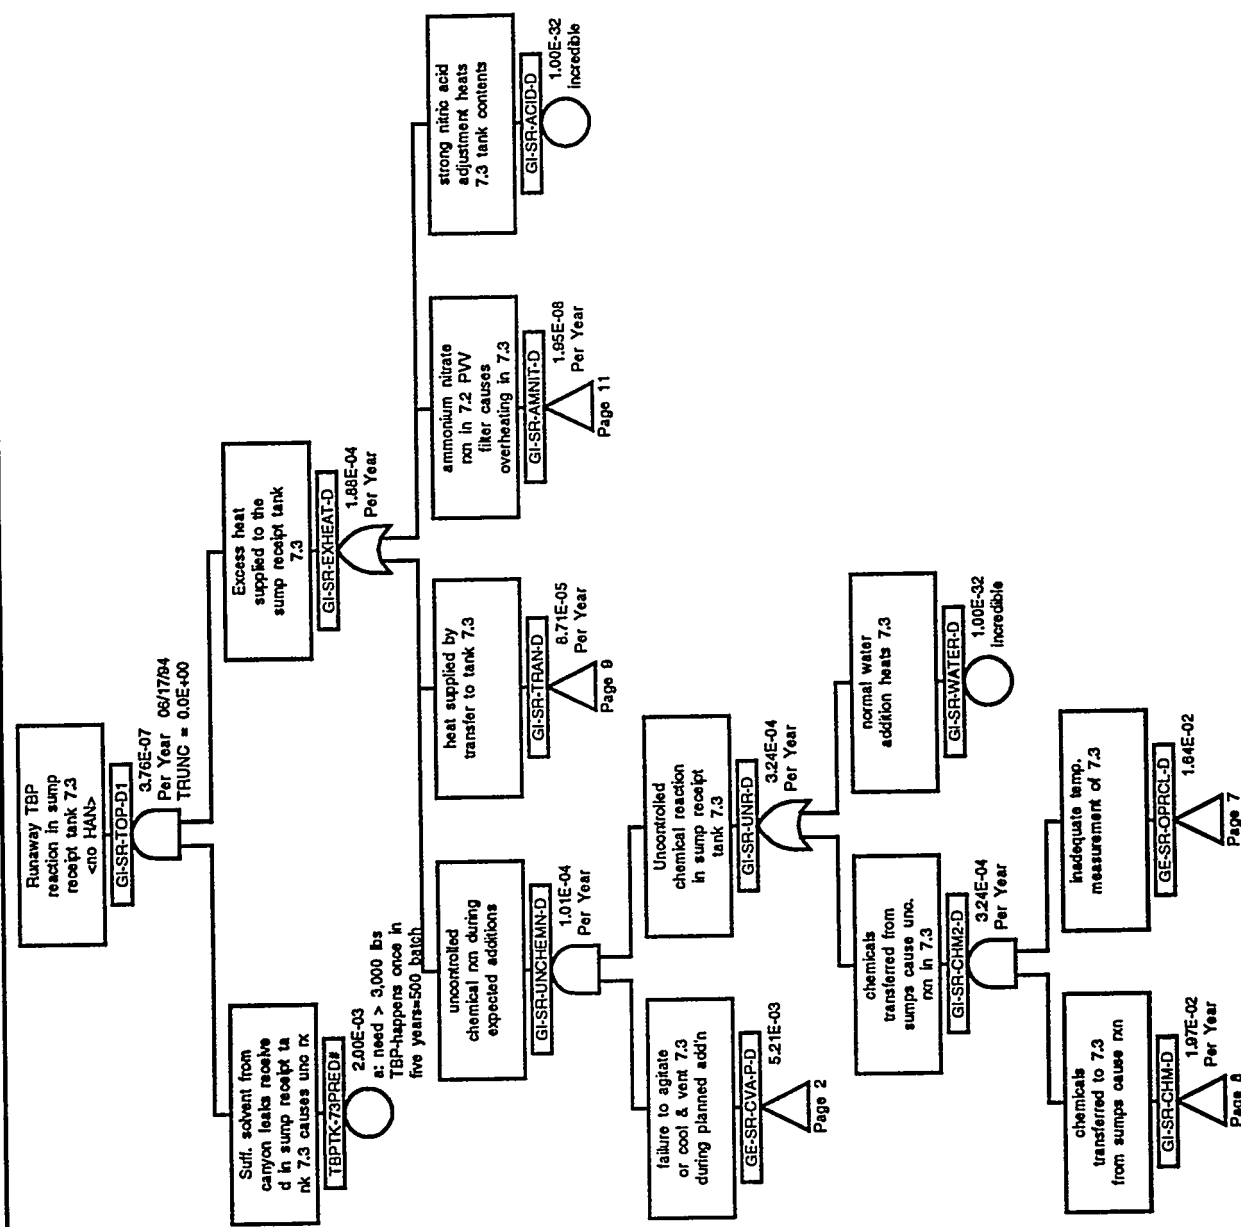 Runaway TBP
reaction in sump
receipt tank 7.3
<no HAN>
GI-SR-TOP-D1
3.76E-07
Per Year 06/17/94
TRUNC = 0.0E+00
Suff. solvent from
canyon leaks receive
d in sump receipt ta
nk 7.3 causes unc rx
TBPTK-73PRED#
2.00E-03
a: need > 3,000 lbs
TBP-happens once in
five years=500 batch
Excess heat
supplied to the
sump receipt tank
7.3
GI-SR-EXHEAT-D
1.88E-04
Per Year
uncontrolled
chemical rxn during
expected additions
GI-SR-UNCHEMN-D
1.01E-04
Per Year
heat supplied by
transfer to tank 7.3
GI-SR-TRAN-D
8.71E-05
Per Year
Page 9
ammonium nitrate
rxn in 7.2 PVV
filter causes
overheating in 7.3
GI-SR-AMNIT-D
1.95E-08
Per Year
Page 11
strong nitric acid
adjustment heats
7.3 tank contents
GI-SR-ACID-D
1.00E-32
incredible
failure to agitate
or cool & vent 7.3
during planned add'n
GE-SR-CVA-P-D
5.21E-03
Page 2
Uncontrolled
chemical reaction
in sump receipt
tank 7.3
GI-SR-UNR-D
3.24E-04
Per Year
chemicals
transferred from
sumps cause unc.
rxn in 7.3
GI-SR-CHM2-D
3.24E-04
Per Year
normal water
addition heats 7.3
GI-SR-WATER-D
1.00E-32
incredible
chemicals
transferred to 7.3
from sumps cause rxn
GI-SR-CHM-D
1.97E-02
Per Year
Page 8
inadequate temp.
measurement of 7.3
GE-SR-OPRCL-D
1.64E-02
Page 7